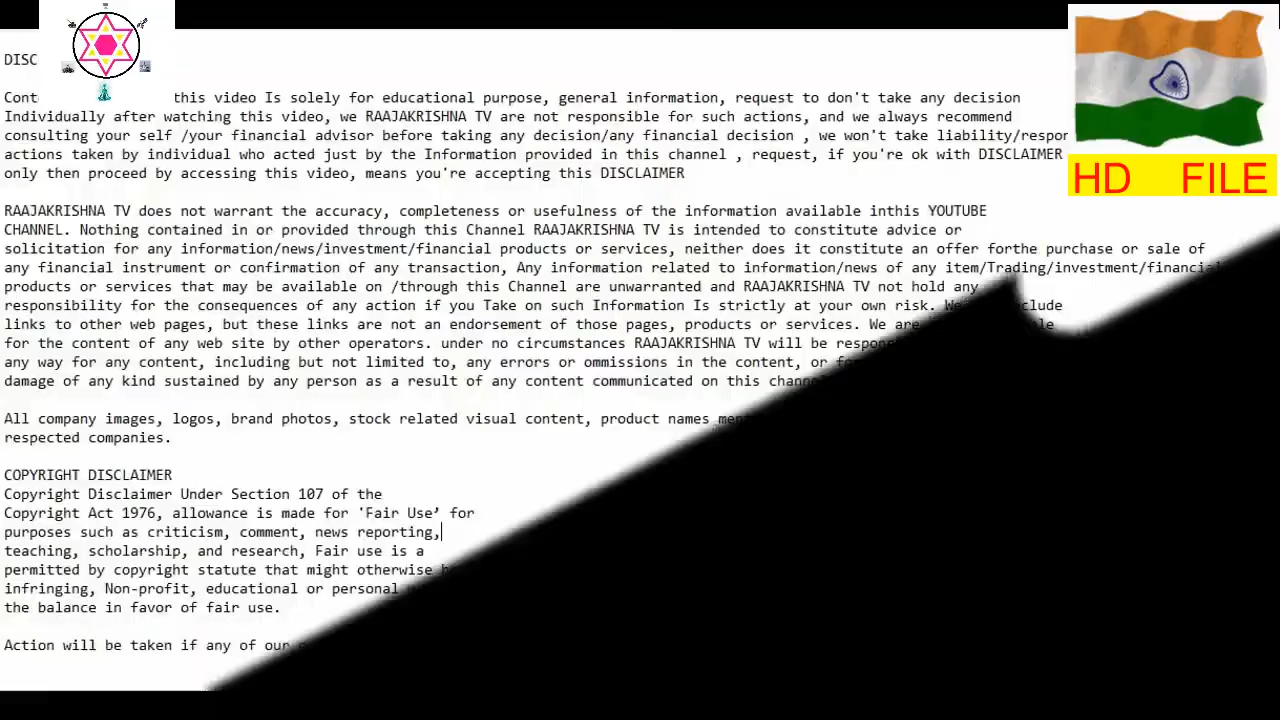 DISC
HD FILE
Cont this video Is solely for educational purpose, general information, request to don't take any decision
Individually after watching this video, we RAAJAKRISHNA TV are not responsible for such actions, and we always recommend
consulting your self /your financial advisor before taking any decision/any financial decision , we won't take liability/respor
actions taken by individual who acted just by the Information provided in this channel , request, if you're ok with DISCLAIMER
only then proceed by accessing this video, means you're accepting this DISCLAIMER
RAAJAKRISHNA TV does not warrant the accuracy, completeness or usefulness of the information available inthis YOUTUBE
CHANNEL. Nothing contained in or provided through this Channel RAAJAKRISHNA TV is intended to constitute advice or
solicitation for any information/news/investment/financial products or services, neither does it constitute an offer forthe purchase or sale of
any financial instrument or confirmation of any transaction, Any information related to information/news of any item/Trading/investment/financial
products or services that may be available on /through this Channel are unwarranted and RAAJAKRISHNA TV not hold any
responsibility for the consequences of any action if you Take on such Information Is strictly at your own risk.
links to other web pages, but these links are not an endorsement of those pages, products or services. We are
for the content of any web site by other operators. under no circumstances RAAJAKRISHNA TV will be
any way for any content, including but not limited to, any errors or ommissions in the content, or
damage of any kind sustained by any person as a result of any content communicated on this
All company images, logos, brand photos, stock related visual content, product names
respected companies.
COPYRIGHT DISCLAIMER
Copyright Disclaimer Under Section 107 of the
Copyright Act 1976, allowance is made for 'Fair Use’ for
purposes such as criticism, comment, news reporting,
teaching, scholarship, and research, Fair use is a
permitted by copyright statute that might otherwise
infringing, Non-profit, educational or personal
the balance in favor of fair use.
Action will be taken if any of our